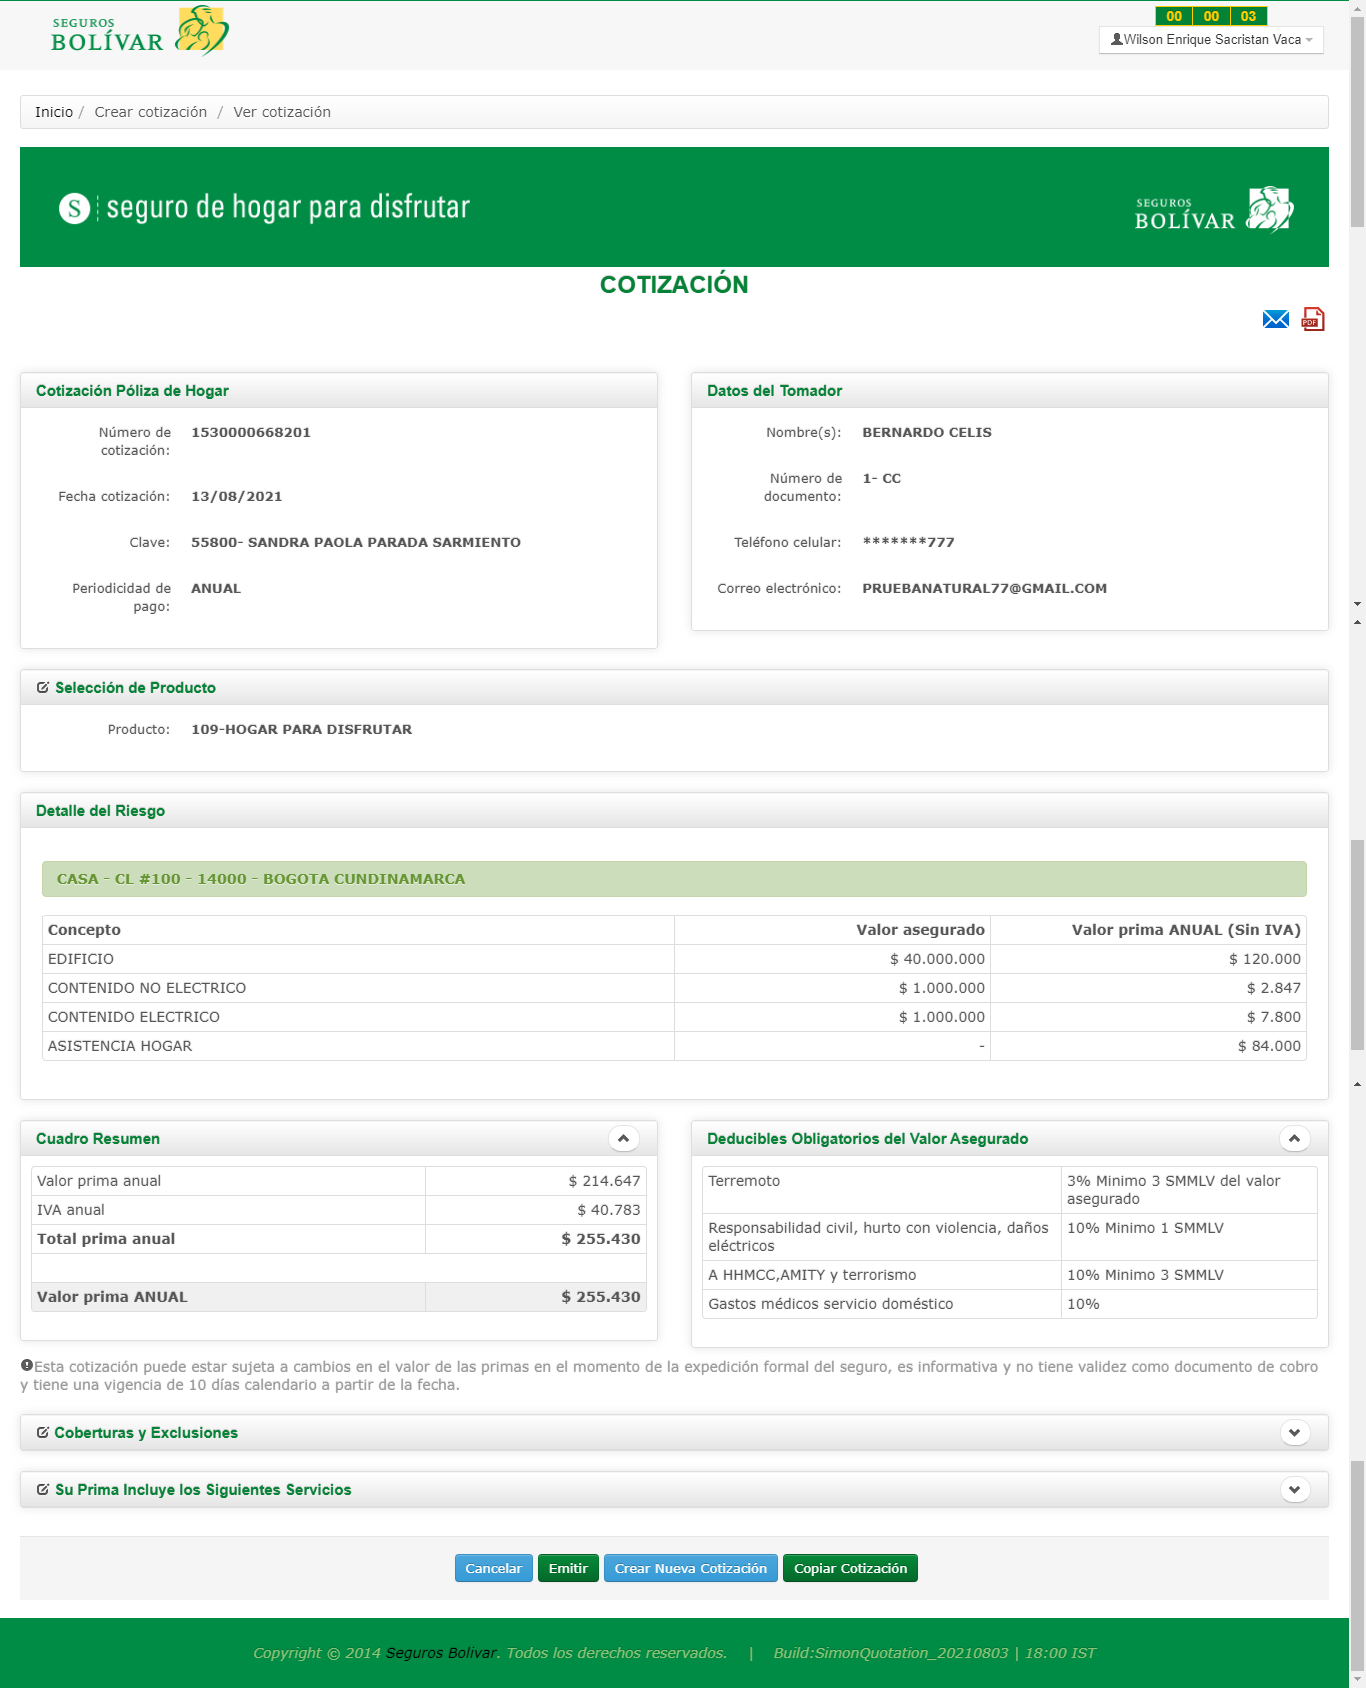 SEGUROS
BOLÍVAR
00 00 03
Wilson Enrique Sacristan Vaca
Inicio / Crear cotización / Ver cotización
S seguro de hogar para disfrutar
SEGUROS
BOLÍVAR
COTIZACIÓN
PDF
Cotización Póliza de Hogar
Número de
cotización:
1530000668201
Fecha cotización: 13/08/2021
Clave: 55800- SANDRA PAOLA PARADA SARMIENTO
Periodicidad de
pago:
ANUAL
Datos del Tomador
Nombre(s): BERNARDO CELIS
Número de
documento:
1- CC
Teléfono celular: *******777
Correo electrónico: PRUEBANATURAL77@GMAIL.COM
Selección de Producto
Producto: 109-HOGAR PARA DISFRUTAR
Detalle del Riesgo
CASA - CL #100 - 14000 - BOGOTA CUNDINAMARCA
Concepto Valor asegurado Valor prima ANUAL (Sin IVA)
EDIFICIO $ 40.000.000 $ 120.000
CONTENIDO NO ELECTRICO $ 1.000.000 $ 2.847
CONTENIDO ELECTRICO $ 1.000.000 $ 7.800
ASISTENCIA HOGAR - $ 84.000
Cuadro Resumen
Valor prima anual $ 214.647
IVA anual $ 40.783
Total prima anual $ 255.430
Valor prima ANUAL $ 255.430
Deducibles Obligatorios del Valor Asegurado
Terremoto 3% Minimo 3 SMMLV del valor
asegurado
Responsabilidad civil, hurto con violencia, daños
eléctricos
10% Minimo 1 SMMLV
A HHMCC,AMITY y terrorismo 10% Minimo 3 SMMLV
Gastos médicos servicio doméstico 10%
Esta cotización puede estar sujeta a cambios en el valor de las primas en el momento de la expedición formal del seguro, es informativa y no tiene validez como documento de cobro
y tiene una vigencia de 10 días calendario a partir de la fecha.
Coberturas y Exclusiones
Su Prima Incluye los Siguientes Servicios
Cancelar Emitir Crear Nueva Cotización Copiar Cotización
Copyright © 2014 Seguros Bolivar. Todos los derechos reservados. | Build:SimonQuotation_20210803 | 18:00 IST